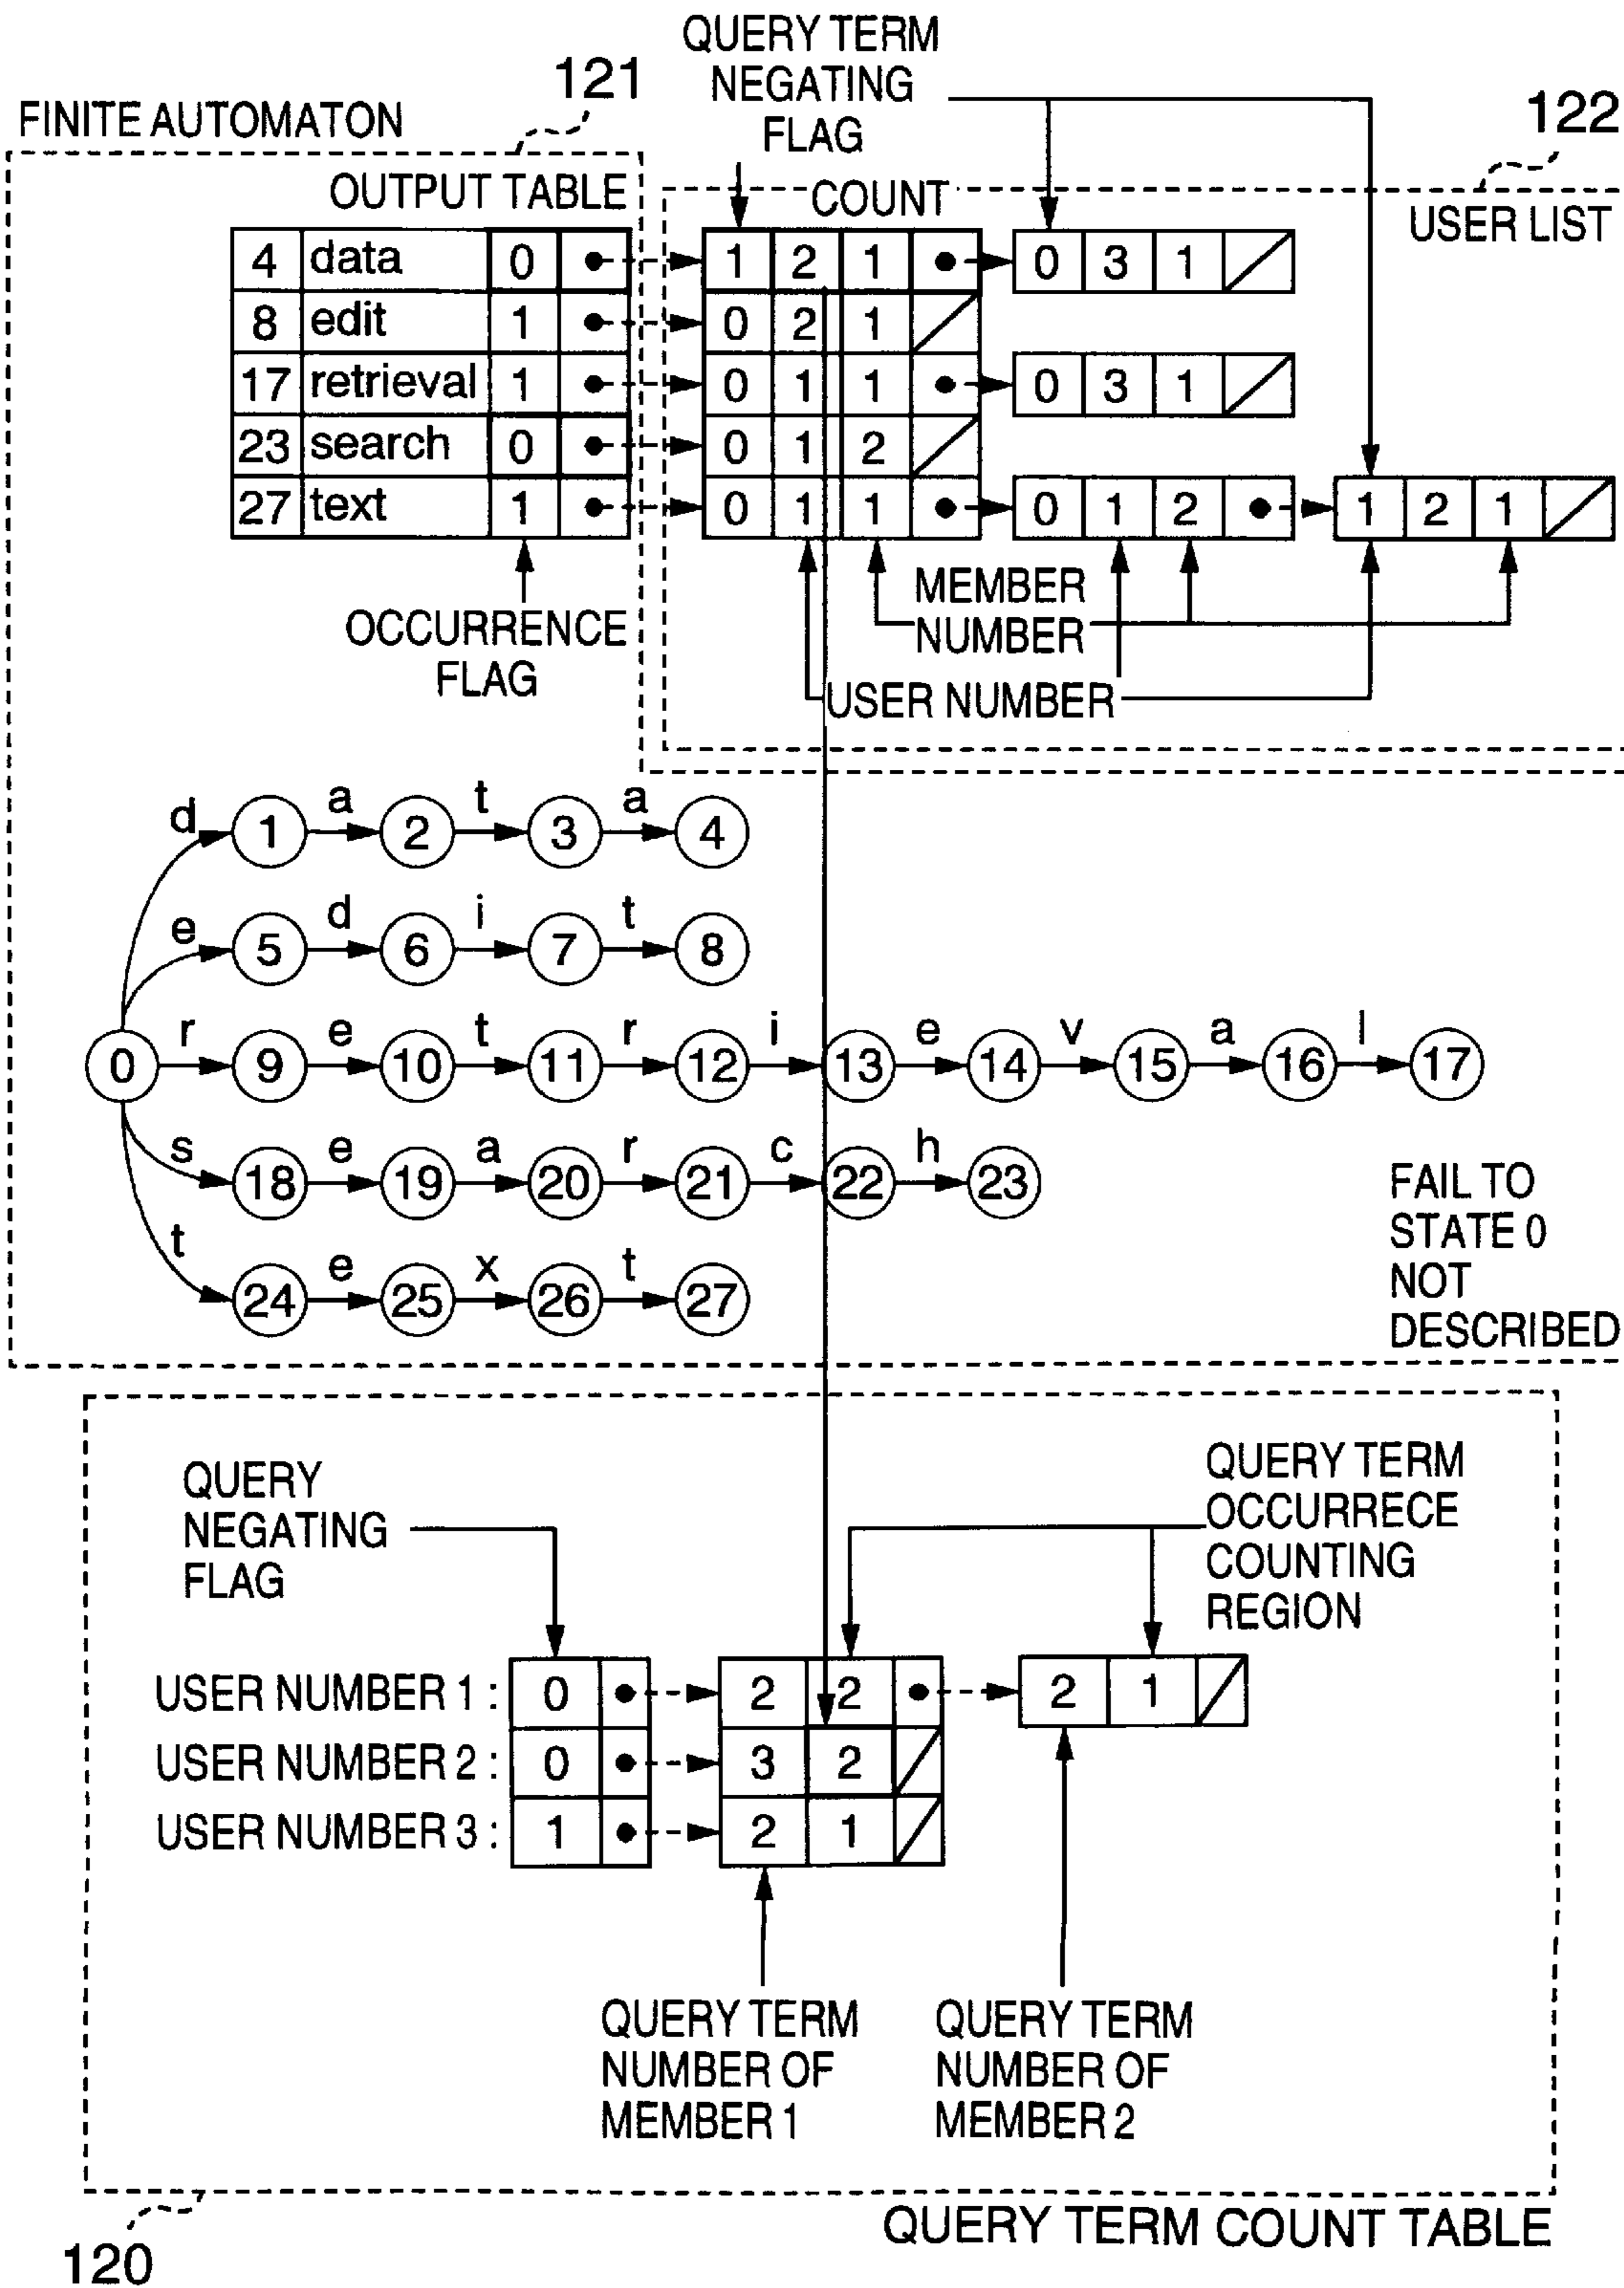 QUERY TERM
NEGATING
FLAG
121
FINITE AUTOMATON
122
OUTPUT TABLE
COUNT
USER LIST
4 data 0 1 2 1 0 3 1
8 edit 1 0 2 1
17 retrieval 1 0 1 1 0 3 1
23 search 0 0 1 2
27 text 1 0 1 1 0 1 2 1 2 1
OCCURRENCE
FLAG
MEMBER
NUMBER
USER NUMBER
d 1 a 2 t 3 a 4
e 5 d 6 i 7 t 8
0 r 9 e 10 t 11 r 12 i 13 e 14 v 15 a 16 l 17
s 18 e 19 a 20 r 21 c 22 h 23
t 24 e 25 x 26 t 27
FAIL TO
STATE 0
NOT
DESCRIBED
QUERY
NEGATING
FLAG
QUERY TERM
OCCURRECE
COUNTING
REGION
USER NUMBER 1 : 0 2 2 2 1
USER NUMBER 2 : 0 3 2
USER NUMBER 3 : 1 2 1
QUERY TERM
NUMBER OF
MEMBER 1
QUERY TERM
NUMBER OF
MEMBER 2
QUERY TERM COUNT TABLE
120